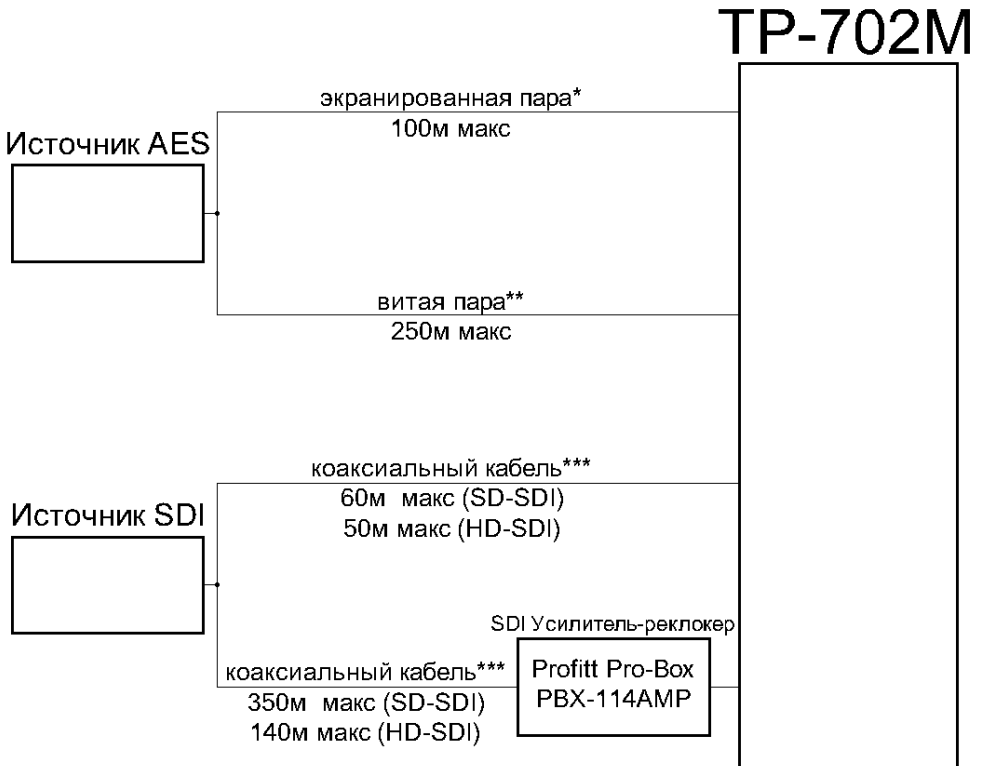 TP-702M
экранированная пара*
100м макс
Источник AES
витая пара**
250м макс
коаксиальный кабель***
60м макс (SD-SDI)
50м макс (HD-SDI)
Источник SDI
SDI Усилитель-реклокер
коаксиальный кабель***
350м макс (SD-SDI)
140м макс (HD-SDI)
Profitt Pro-Box
PBX-114AMP